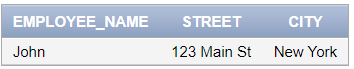 EMPLOYEE_NAME STREET CITY
John 123 Main St New York